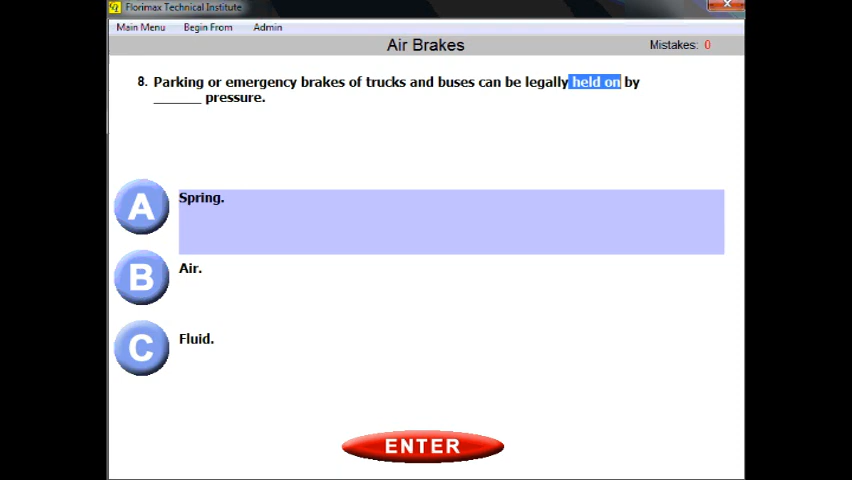 Florimax Technical Institute
Main Menu Begin From Admin
Air Brakes Mistakes: 0
8. Parking or emergency brakes of trucks and buses can be legally held on by
______ pressure.
A Spring.
B Air.
C Fluid.
ENTER